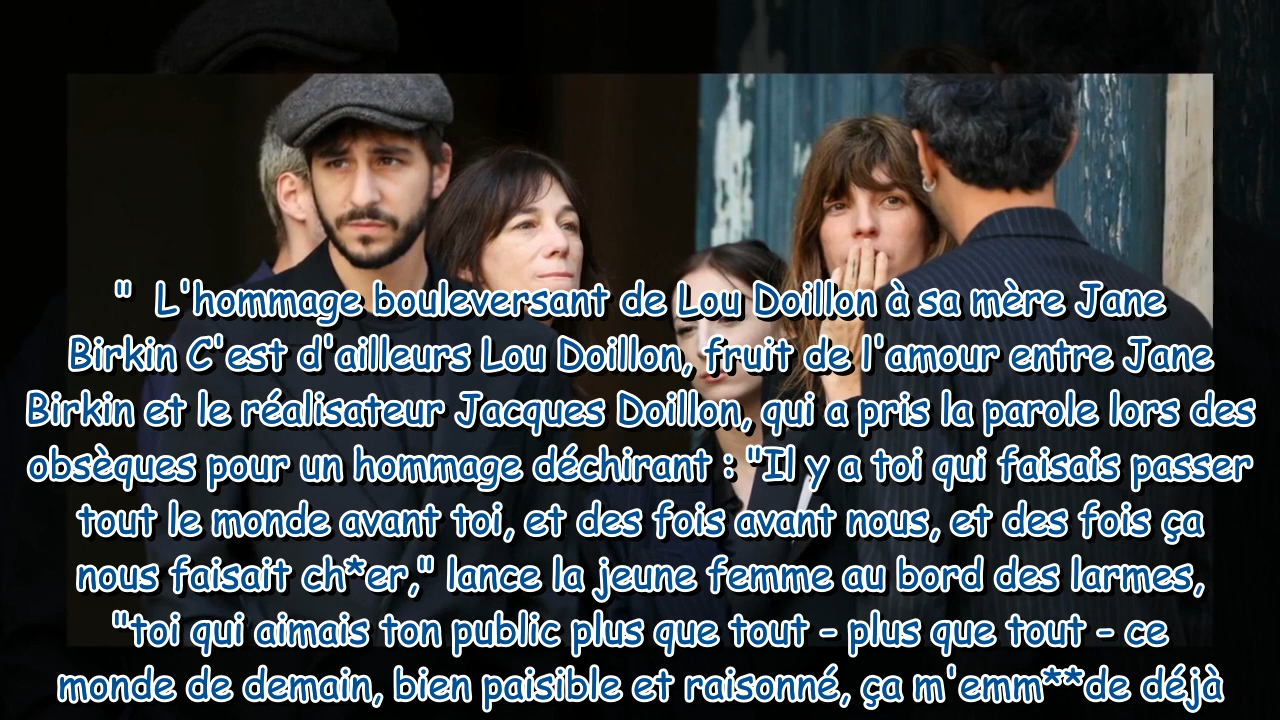 " L'hommage bouleversant de Lou Doillon à sa mère Jane
Birkin C'est d'ailleurs Lou Doillon, fruit de l'amour entre Jane
Birkin et le réalisateur Jacques Doillon, qui a pris la parole lors des
obsèques pour un hommage déchirant : "Il y a toi qui faisais passer
tout le monde avant toi, et des fois avant nous, et des fois ça
nous faisait ch*er," lance la jeune femme au bord des larmes,
"toi qui aimais ton public plus que tout – plus que tout – ce
monde de demain, bien paisible et raisonné, ça m'emm**de déjà